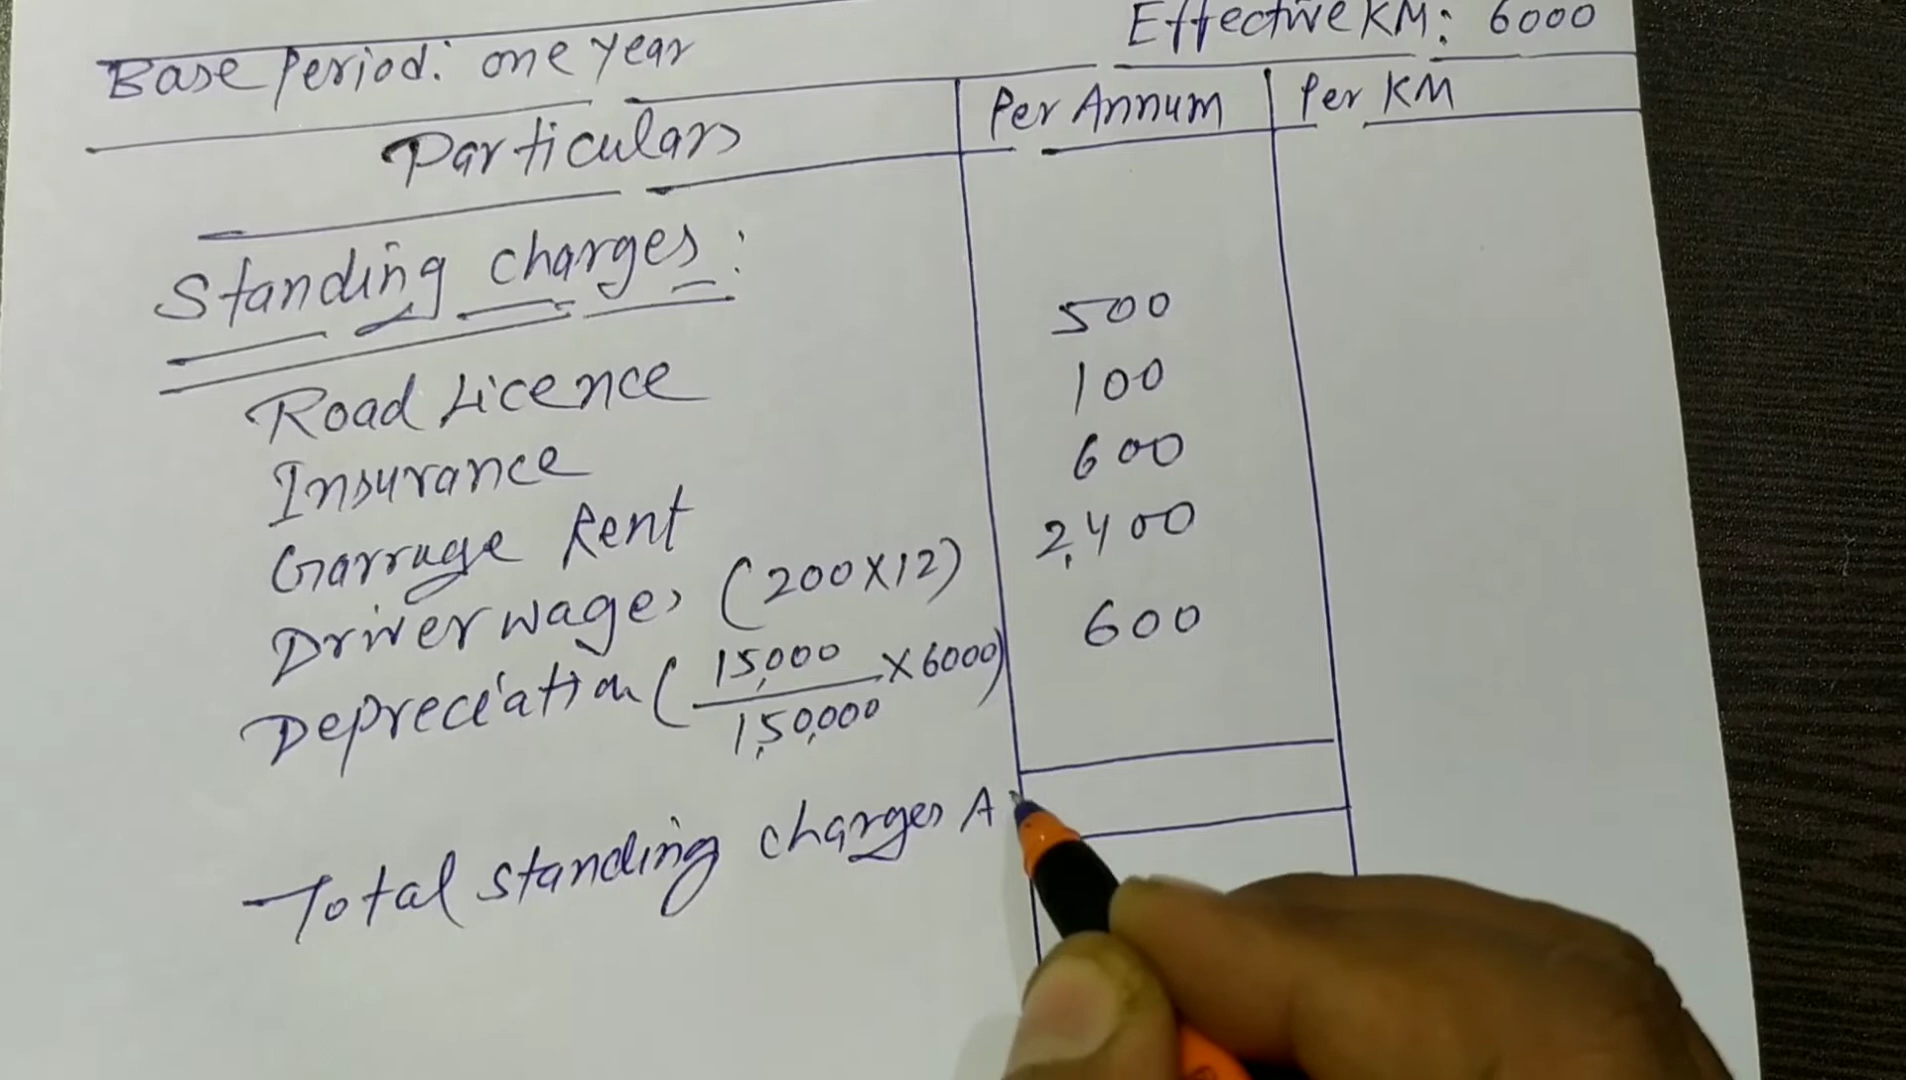 Base Period: one Year
Effective KM: 6000
Particulars Per Annum Per KM
Standing charges:
Road Licence 500
Insurance 100
Garrage Rent 600
Driver wages (200X12) 2,400
Depreciation (15,000/1,50,000 X6000) 600
Total standing charges A